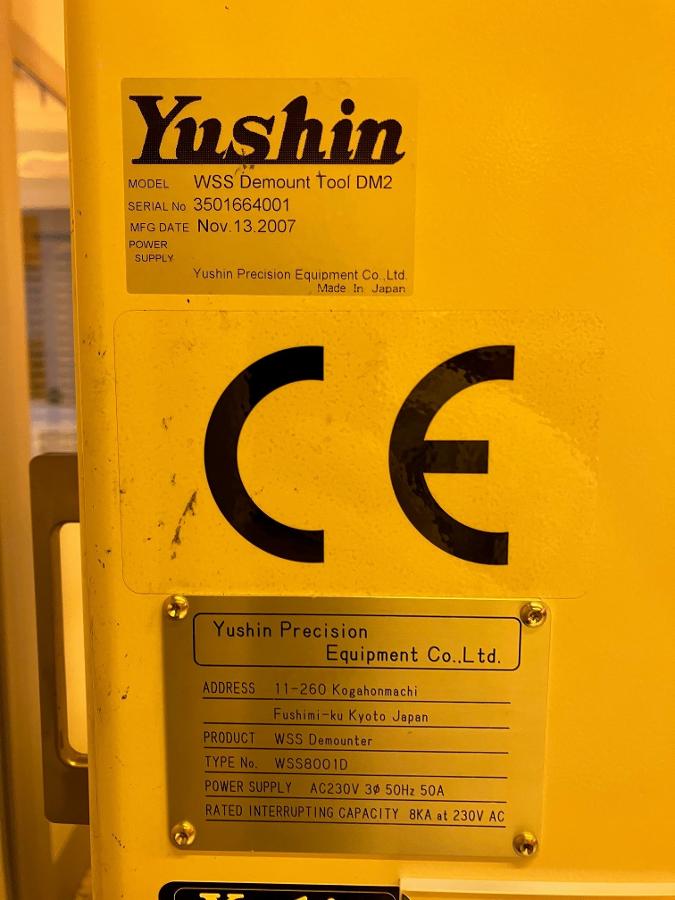 Yushin
MODEL WSS Demount Tool DM2
SERIAL No 3501664001
MFG DATE Nov.13.2007
POWER
SUPPLY
Yushin Precision Equipment Co.,Ltd.
Made In Japan
CE
Yushin Precision
Equipment Co.,Ltd.
ADDRESS 11-260 Kogahonmachi
Fushimi-ku Kyoto Japan
PRODUCT WSS Demounter
TYPE No. WSS8001D
POWER SUPPLY AC230V 3ø 50Hz 50A
RATED INTERRUPTING CAPACITY 8KA at 230V AC
Yushin